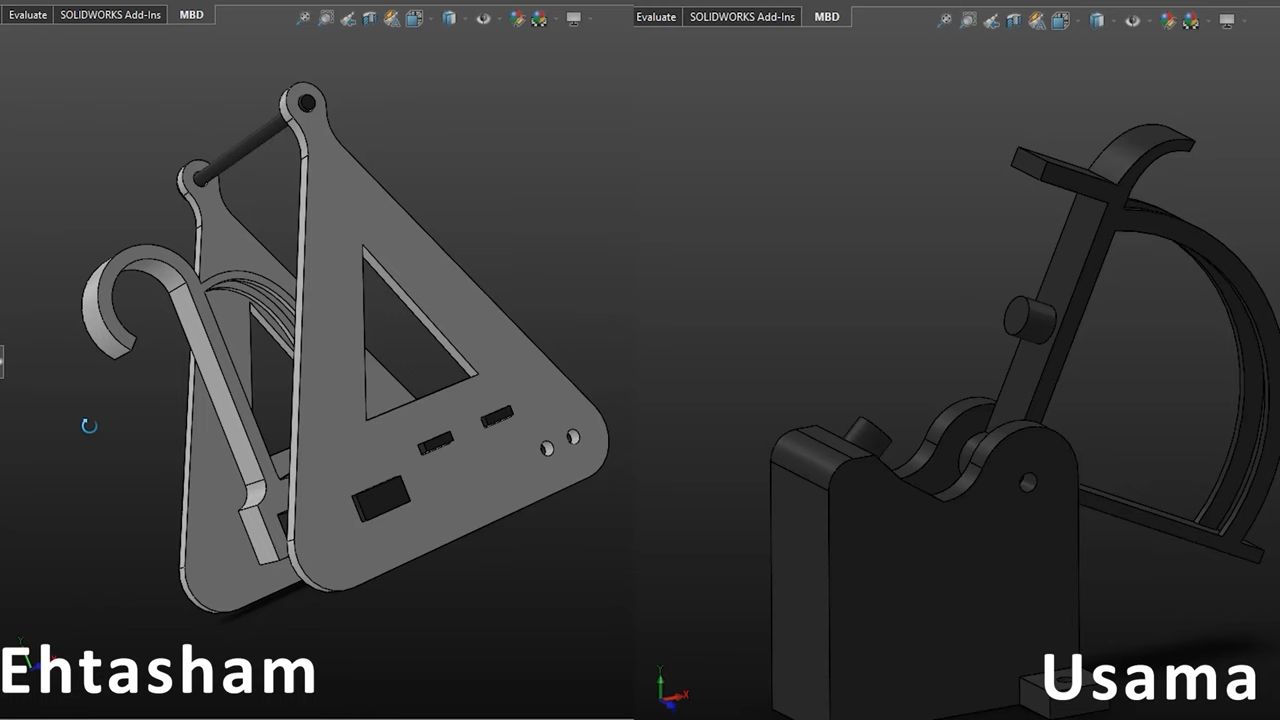 Evaluate SOLIDWORKS Add-Ins MBD
Evaluate SOLIDWORKS Add-Ins MBD
Y
Y
X
Ehtasham
Usama